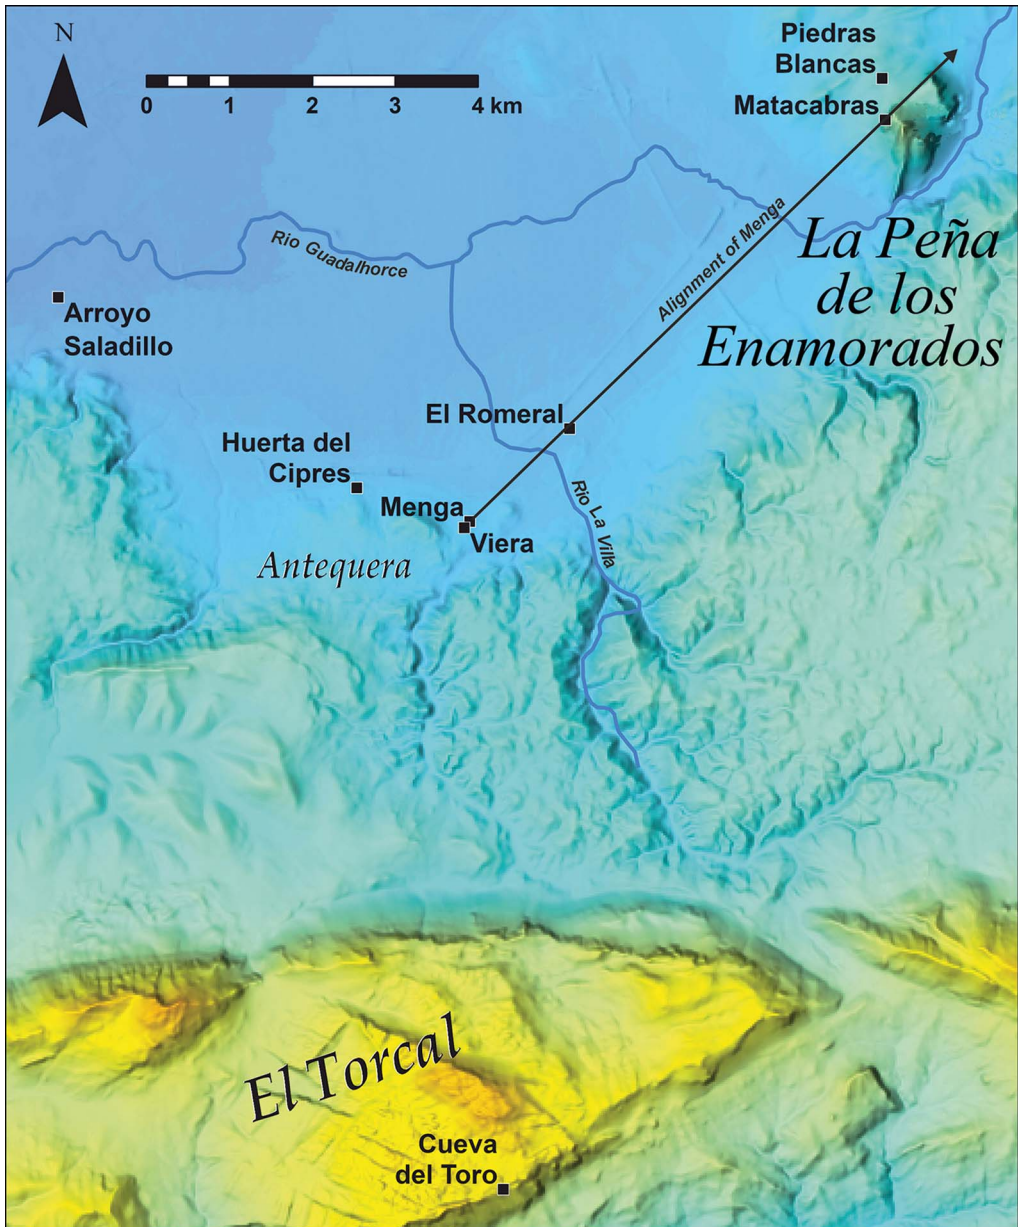 N
0 1 2 3 4 km
Piedras
Blancas
Matacabras
Rio Guadalhorce
Alignment of Menga
La Peña
de los
Enamorados
Arroyo
Saladillo
El Romeral
Huerta del
Cipres
Menga
Viera
Rio La Villa
Antequera
El Torcal
Cueva
del Toro